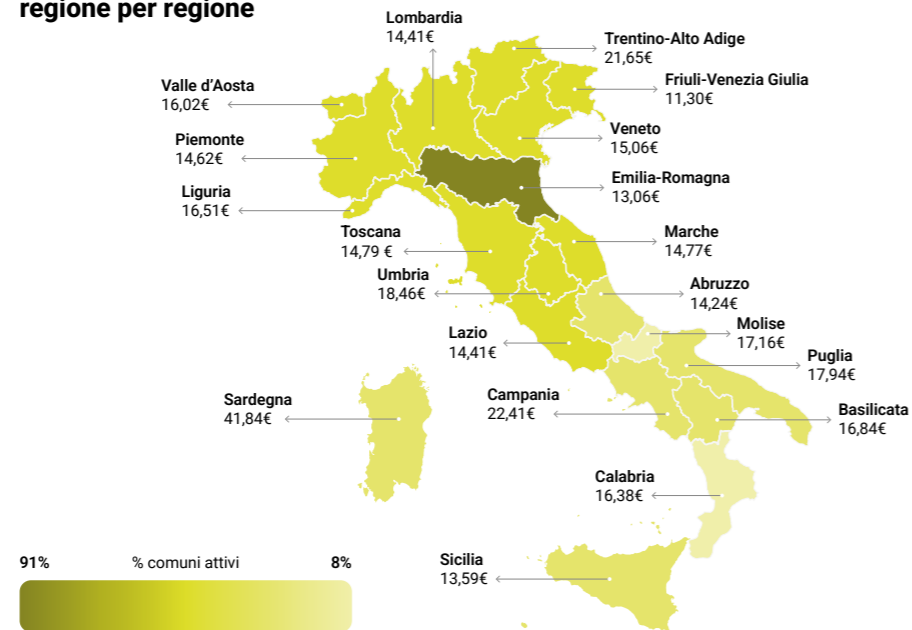 regione per regione
Lombardia
14,41€
Trentino-Alto Adige
21,65€
Valle d'Aosta
16,02€
Friuli-Venezia Giulia
11,30€
Piemonte
14,62€
Veneto
15,06€
Liguria
16,51€
Emilia-Romagna
13,06€
Toscana
14,79 €
Marche
14,77€
Umbria
18,46€
Abruzzo
14,24€
Lazio
14,41€
Molise
17,16€
Puglia
17,94€
Sardegna
41,84€
Campania
22,41€
Basilicata
16,84€
Calabria
16,38€
Sicilia
13,59€
91% % comuni attivi 8%